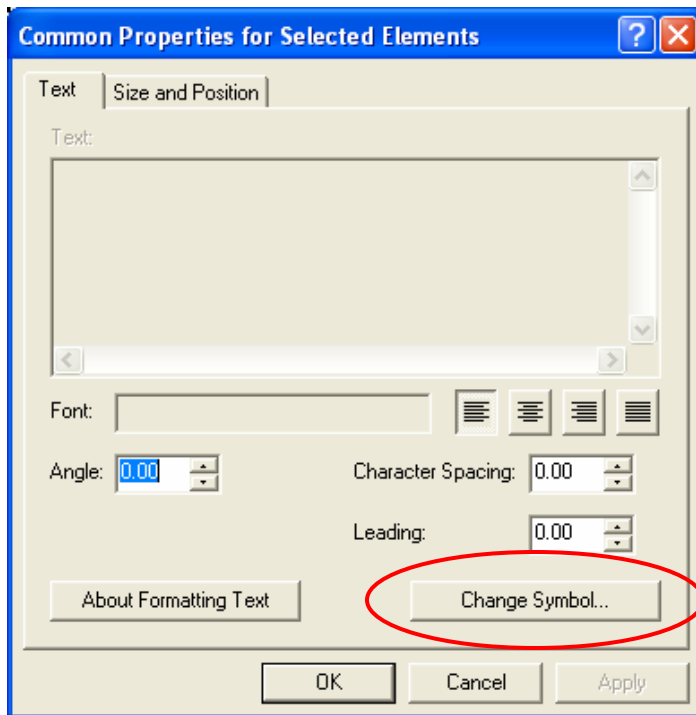 Common Properties for Selected Elements
Text Size and Position
Text:
Font:
Angle: 0.00 Character Spacing: 0.00
Leading: 0.00
About Formatting Text Change Symbol...
OK Cancel Apply